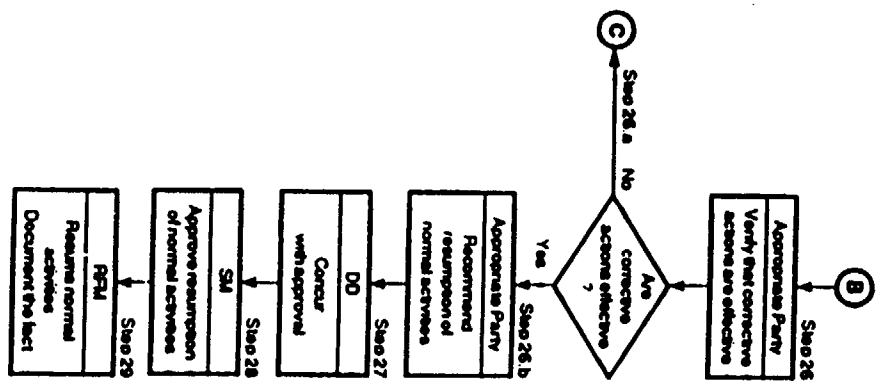 B
Step 26
Appropriate Party
Verify that corrective
actions are effective
Are
corrective
actions effective
?
No
Step 26.a
C
Yes
Step 26.b
Appropriate Party
Recommend
resumption of
normal activities
Step 27
DO
Concur
with approval
Step 28
SM
Approve resumption
of normal activities
Step 29
RFM
Resume normal
activities
Document the fact